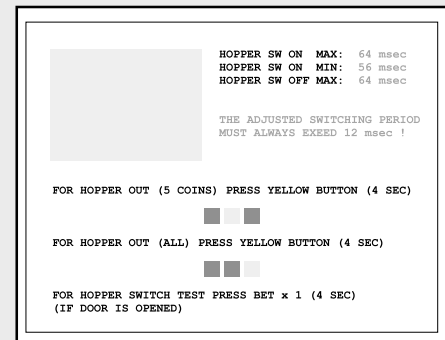 HOPPER SW ON MAX: 64 msec
HOPPER SW ON MIN: 56 msec
HOPPER SW OFF MAX: 64 msec
THE ADJUSTED SWITCHING PERIOD
MUST ALWAYS EXEED 12 msec !
FOR HOPPER OUT (5 COINS) PRESS YELLOW BUTTON (4 SEC)
FOR HOPPER OUT (ALL) PRESS YELLOW BUTTON (4 SEC)
FOR HOPPER SWITCH TEST PRESS BET x 1 (4 SEC)
(IF DOOR IS OPENED)